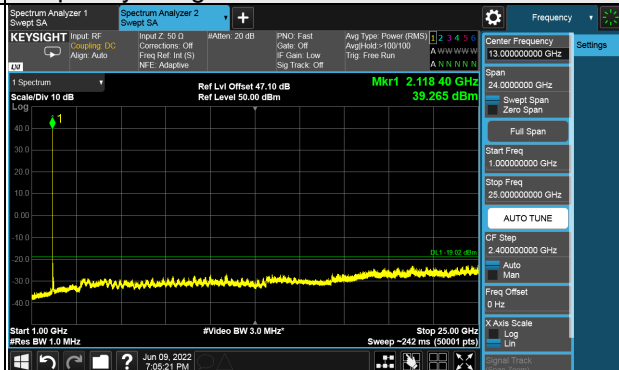 Spectrum Analyzer 1
Swept SA
Spectrum Analyzer 2
Swept SA
Frequency
KEYSIGHT
Input: RF
Coupling: DC
Align: Auto
Input Z: 50 Ω
Corrections: Off
Freq Ref: Int (S)
NFE: Adaptive
#Atten: 20 dB
PNO: Fast
Gate: Off
IF Gain: Low
Sig Track: Off
Avg Type: Power (RMS)
Avg|Hold:>100/100
Trig: Free Run
1 2 3 4 5 6
A W W W W W
A N N N N N
LXI
1 Spectrum
Scale/Div 10 dB
Log
Ref Lvl Offset 47.10 dB
Ref Level 50.00 dBm
Mkr1 2.118 40 GHz
39.265 dBm
1
40.0
30.0
20.0
10.0
0.00
-10.0
-20.0
-30.0
-40.0
DL1 -19.02 dBm
Start 1.00 GHz
#Res BW 1.0 MHz
#Video BW 3.0 MHz*
Stop 25.00 GHz
Sweep ~242 ms (50001 pts)
Jun 09, 2022
7:05:21 PM
Center Frequency
13.000000000 GHz
Settings
Span
24.0000000 GHz
Swept Span
Zero Span
Full Span
Start Freq
1.000000000 GHz
Stop Freq
25.000000000 GHz
AUTO TUNE
CF Step
2.400000000 GHz
Auto
Man
Freq Offset
0 Hz
X Axis Scale
Log
Lin
Signal Track